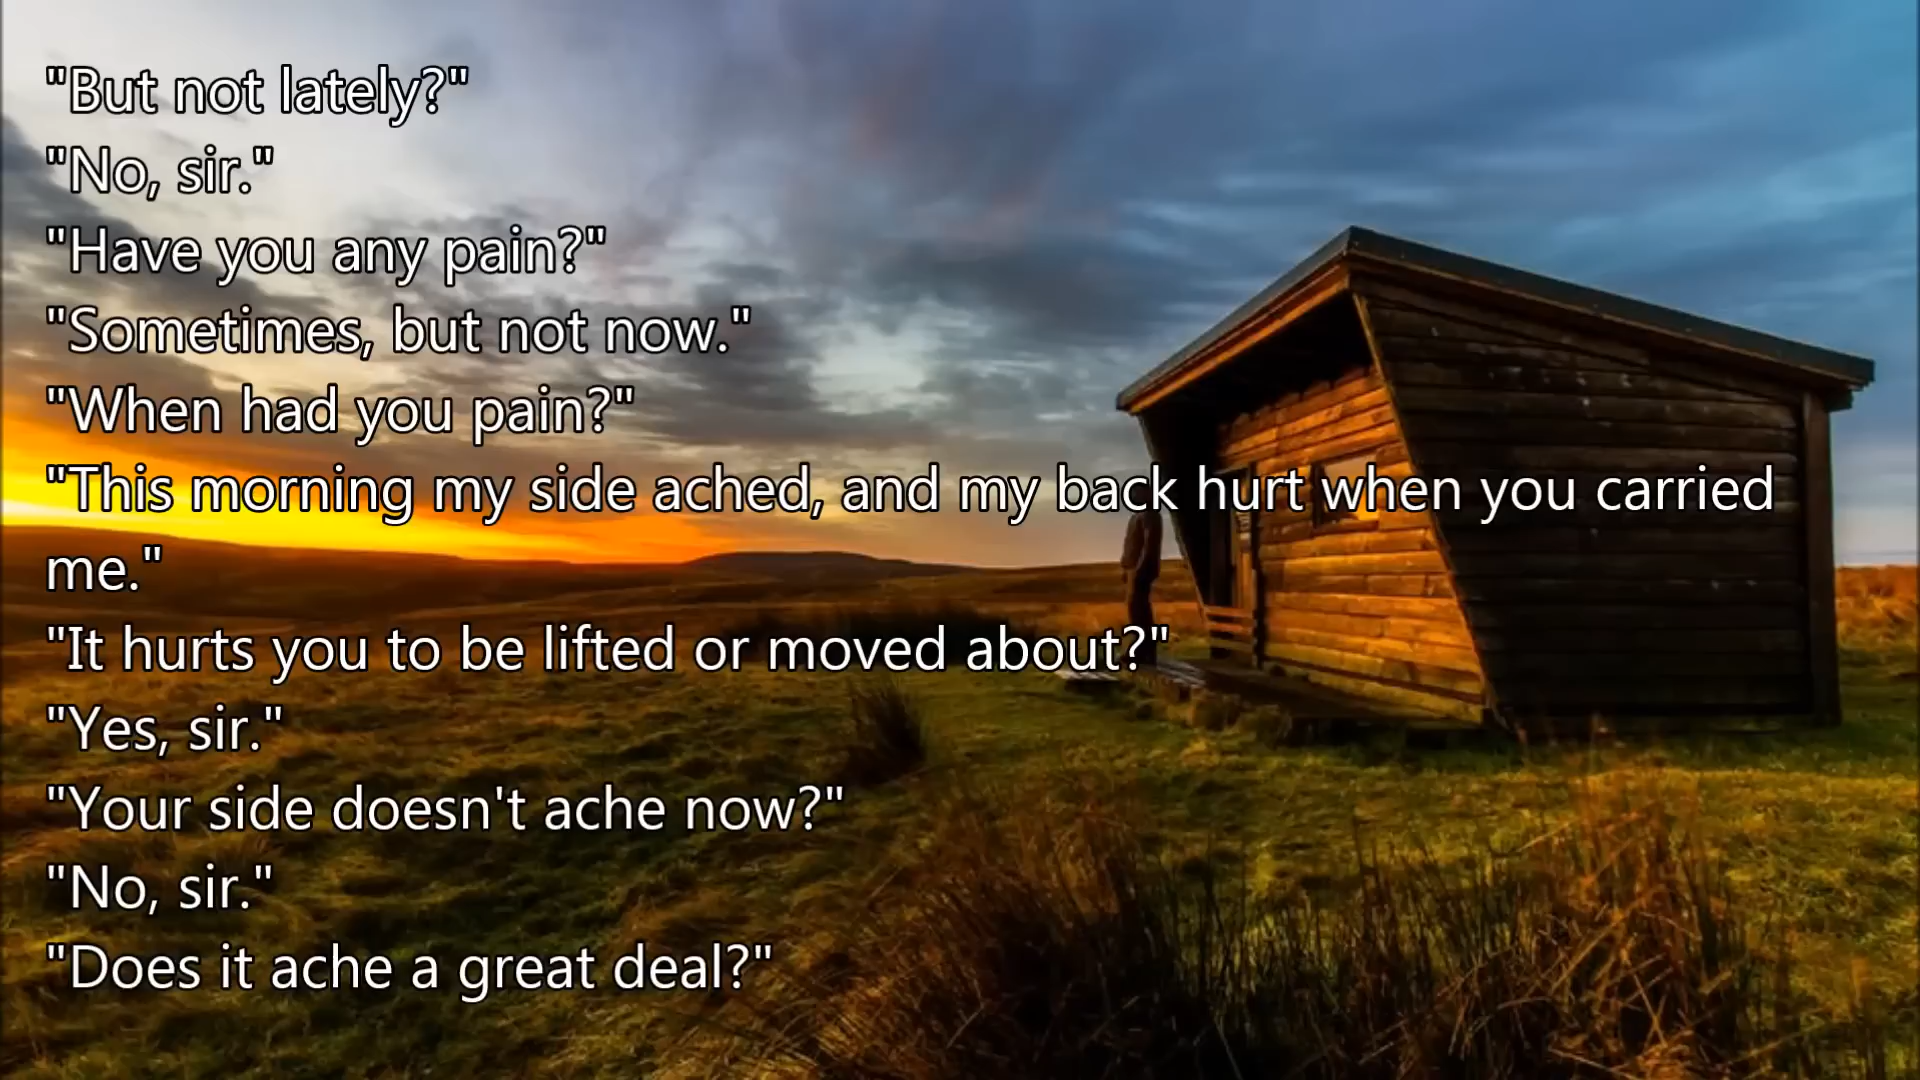 "But not lately?"
"No, sir."
"Have you any pain?"
"Sometimes, but not now."
"When had you pain?"
"This morning my side ached, and my back hurt when you carried
me."
"It hurts you to be lifted or moved about?"
"Yes, sir."
"Your side doesn't ache now?"
"No, sir."
"Does it ache a great deal?"